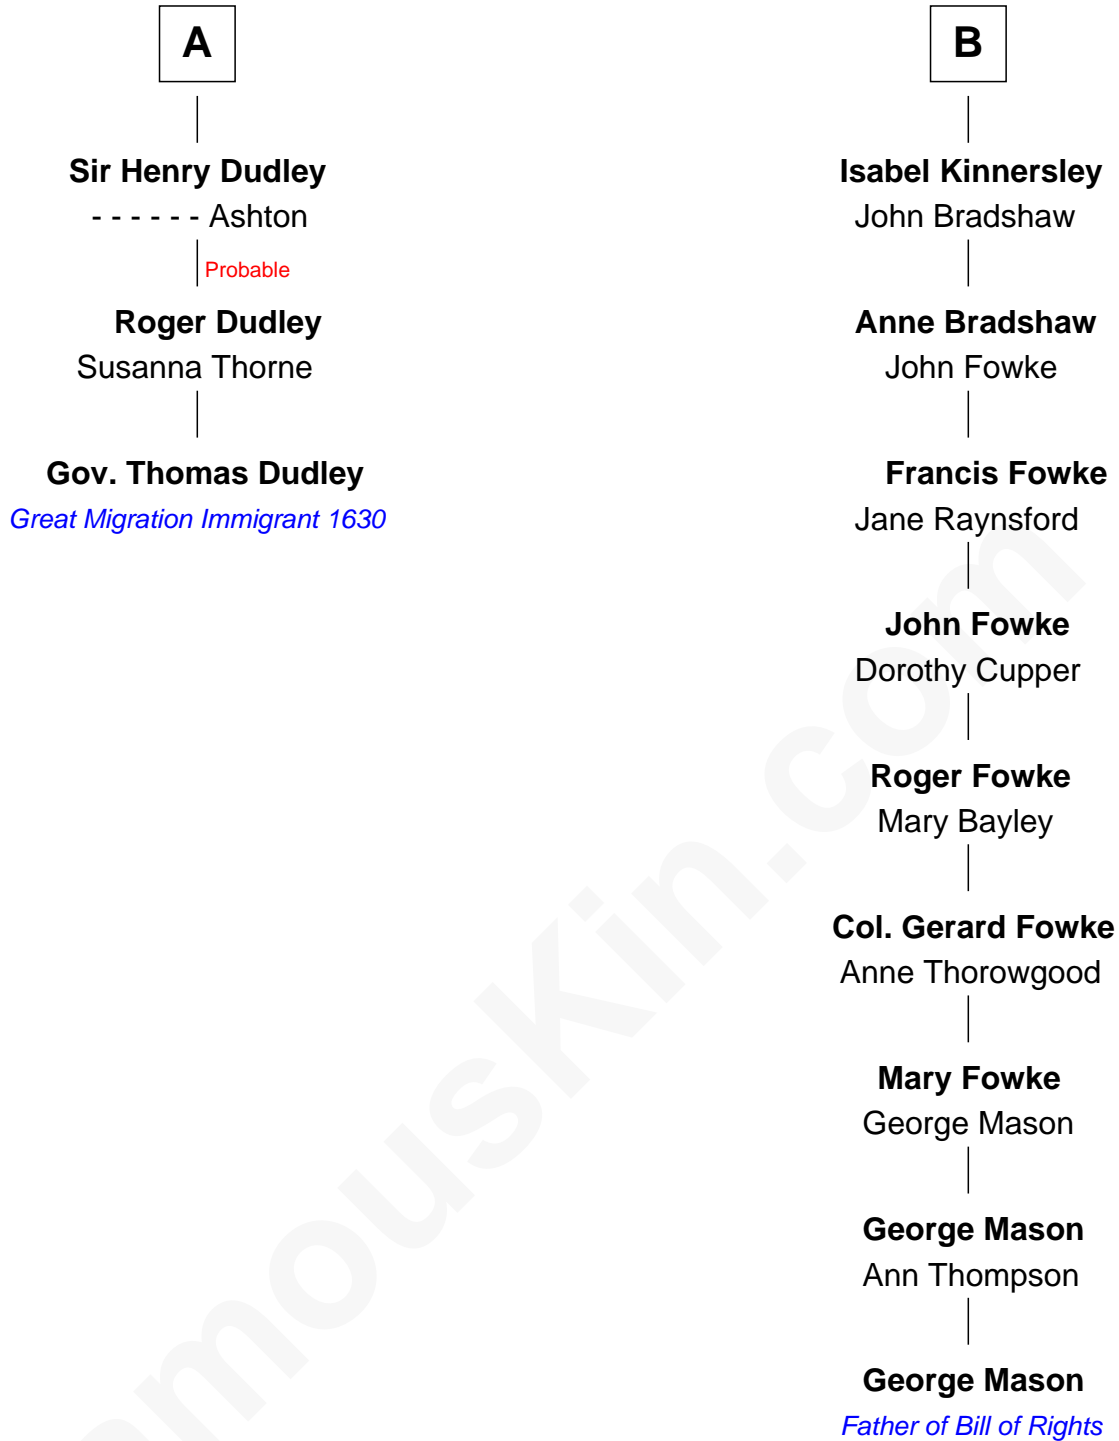 A
Sir Henry Dudley
- - - - - - Ashton
Probable
Roger Dudley
Susanna Thorne
Gov. Thomas Dudley
Great Migration Immigrant 1630
B
Isabel Kinnersley
John Bradshaw
Anne Bradshaw
John Fowke
Francis Fowke
Jane Raynsford
John Fowke
Dorothy Cupper
Roger Fowke
Mary Bayley
Col. Gerard Fowke
Anne Thorowgood
Mary Fowke
George Mason
George Mason
Ann Thompson
George Mason
Father of Bill of Rights
amouskin.com